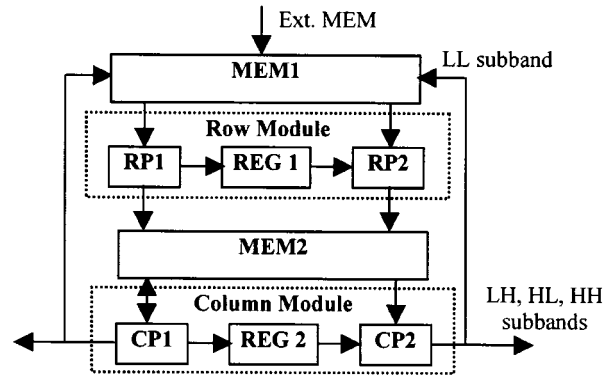 Ext. MEM
MEM1
LL subband
Row Module
RP1
REG 1
RP2
MEM2
Column Module
CP1
REG 2
CP2
LH, HL, HH
subbands